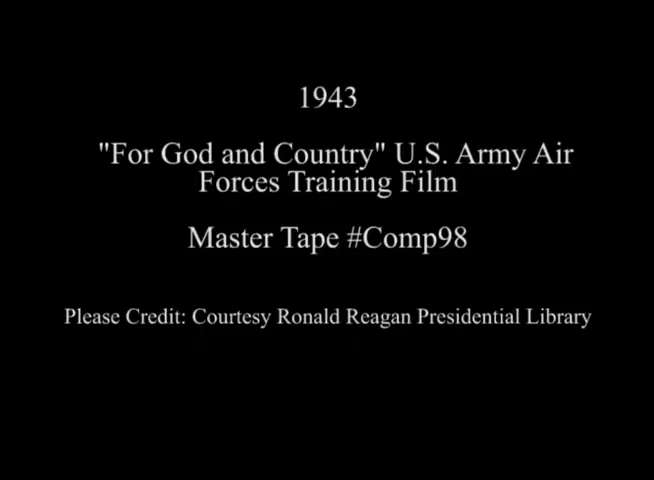 1943
"For God and Country" U.S. Army Air
Forces Training Film
Master Tape #Comp98
Please Credit: Courtesy Ronald Reagan Presidential Library